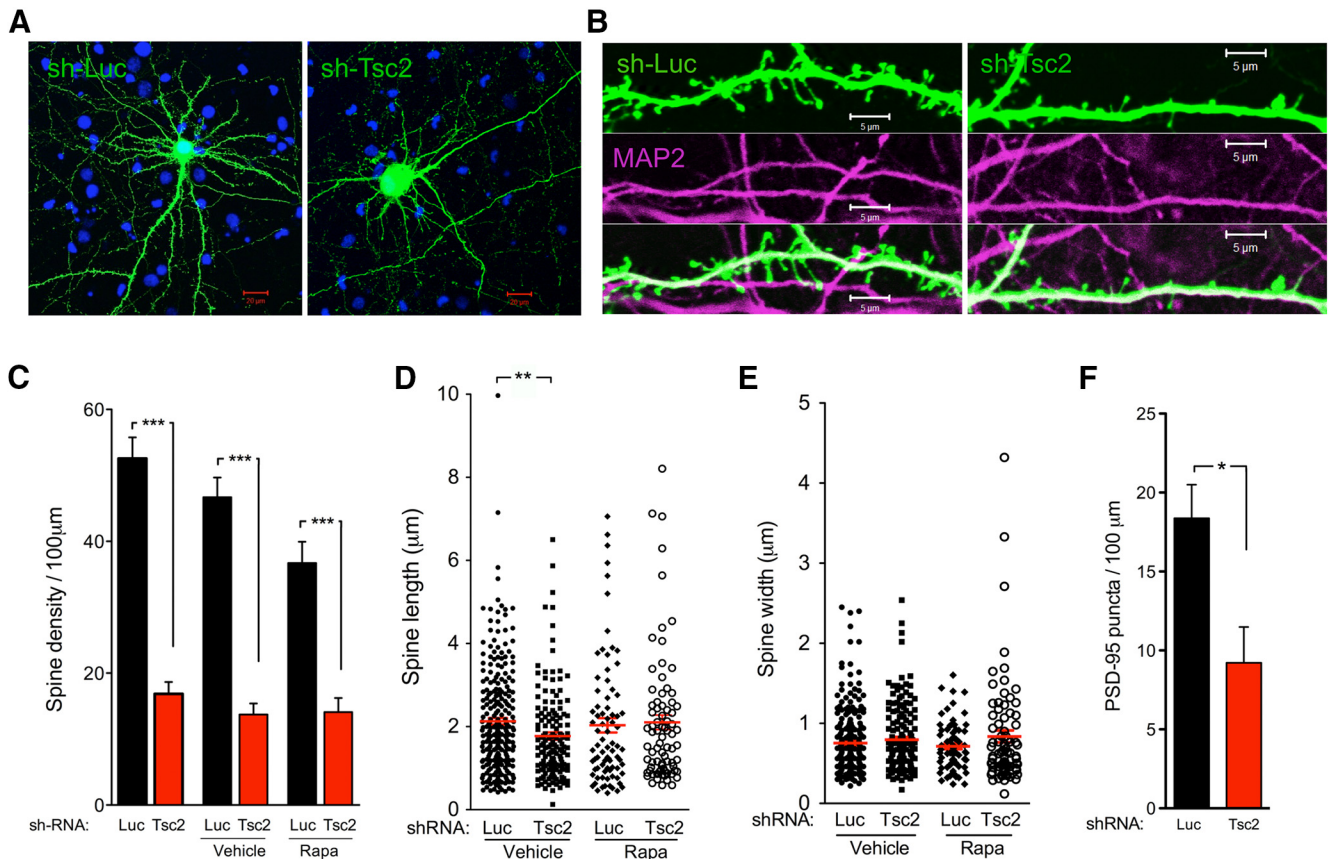 A
sh-Luc
20 µm
sh-Tsc2
20 µm
B
sh-Luc
5 µm
sh-Tsc2
5 µm
MAP2
5 µm
5 µm
5 µm
5 µm
C
Spine density / 100µm
60
40
20
0
***
***
***
sh-RNA: Luc Tsc2 Luc Tsc2 Luc Tsc2
Vehicle Rapa
D
Spine length (µm)
10
8
6
4
2
0
**
shRNA: Luc Tsc2 Luc Tsc2
Vehicle Rapa
E
Spine width (µm)
5
4
3
2
1
0
shRNA: Luc Tsc2 Luc Tsc2
Vehicle Rapa
F
PSD-95 puncta / 100 µm
25
20
15
10
5
0
*
shRNA: Luc Tsc2